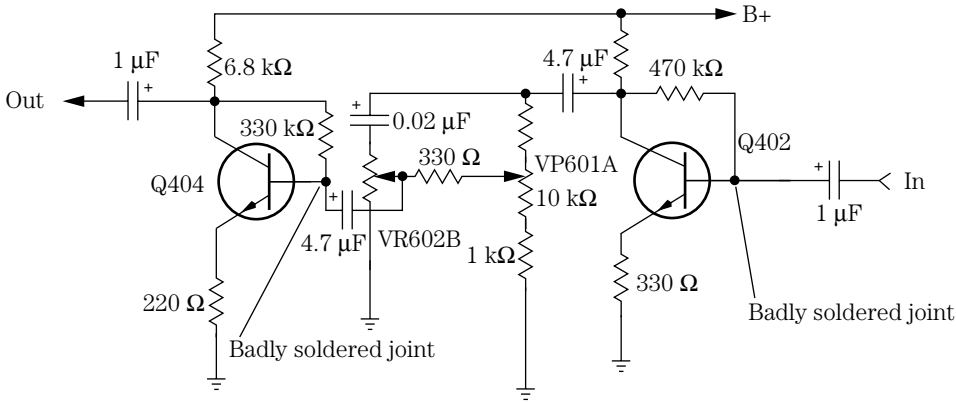 B+
1 µF
6.8 kΩ
4.7 µF
470 kΩ
Out
+
+
+
330 kΩ
0.02 µF
330 Ω
VP601A
Q402
Q404
10 kΩ
+
+
In
4.7 µF
VR602B
1 µF
1 kΩ
220 Ω
330 Ω
Badly soldered joint
Badly soldered joint